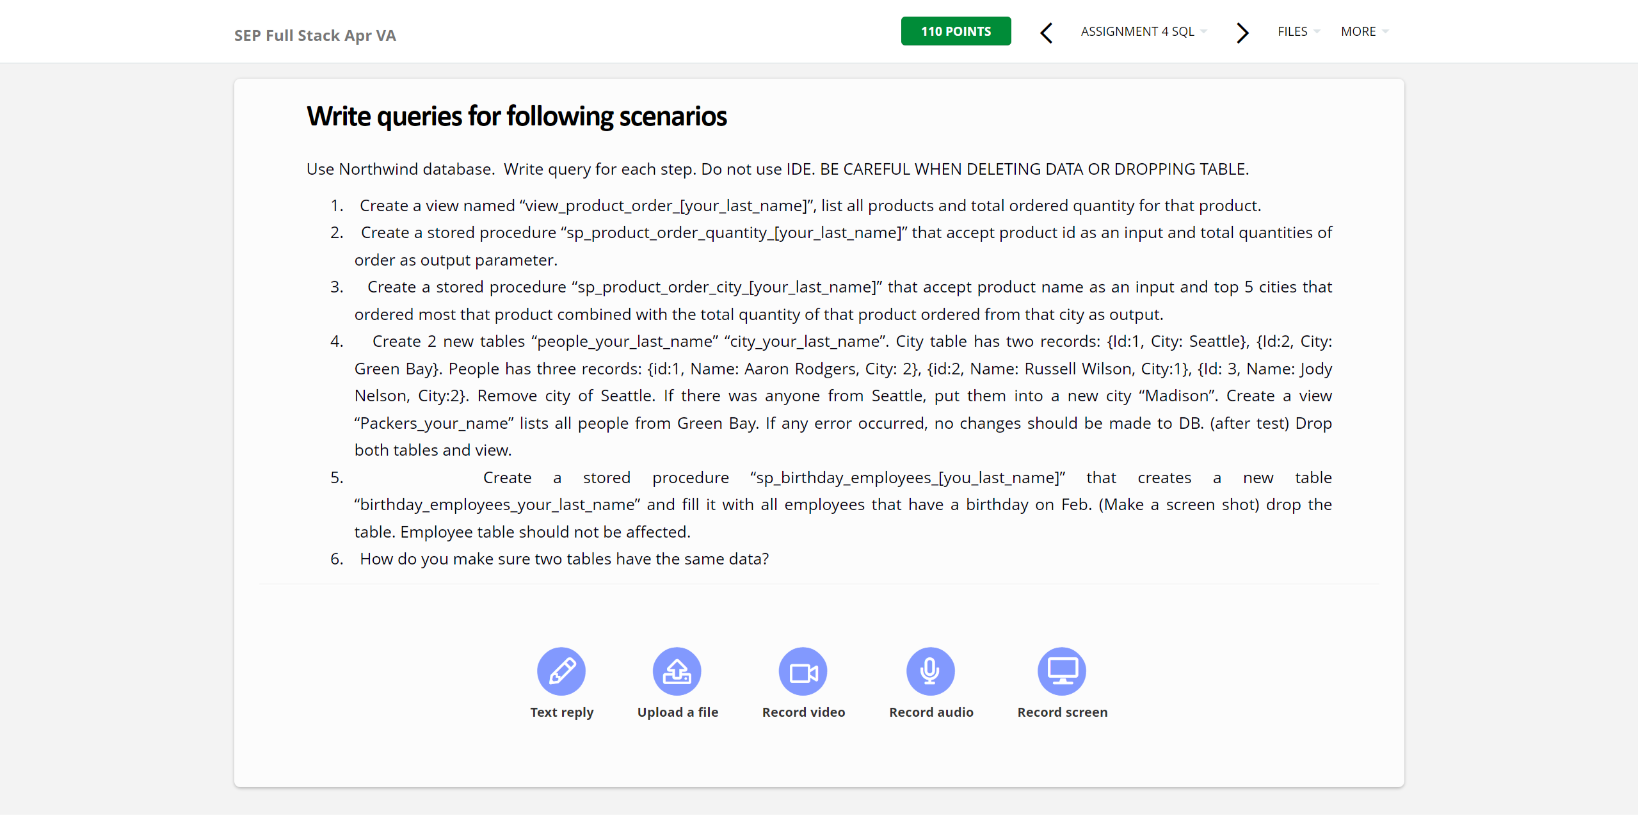 SEP Full Stack Apr VA
110 POINTS
ASSIGNMENT 4 SQL
FILES
MORE
Write queries for following scenarios
Use Northwind database.  Write query for each step. Do not use IDE. BE CAREFUL WHEN DELETING DATA OR DROPPING TABLE.
1. Create a view named “view_product_order_[your_last_name]”, list all products and total ordered quantity for that product.
2. Create a stored procedure “sp_product_order_quantity_[your_last_name]” that accept product id as an input and total quantities of
order as output parameter.
3. Create a stored procedure “sp_product_order_city_[your_last_name]” that accept product name as an input and top 5 cities that
ordered most that product combined with the total quantity of that product ordered from that city as output.
4. Create 2 new tables “people_your_last_name” “city_your_last_name”. City table has two records: {Id:1, City: Seattle}, {Id:2, City:
Green Bay}. People has three records: {id:1, Name: Aaron Rodgers, City: 2}, {id:2, Name: Russell Wilson, City:1}, {Id: 3, Name: Jody
Nelson, City:2}. Remove city of Seattle. If there was anyone from Seattle, put them into a new city “Madison”. Create a view
“Packers_your_name” lists all people from Green Bay. If any error occurred, no changes should be made to DB. (after test) Drop
both tables and view.
5. Create a stored procedure “sp_birthday_employees_[you_last_name]” that creates a new table
“birthday_employees_your_last_name” and fill it with all employees that have a birthday on Feb. (Make a screen shot) drop the
table. Employee table should not be affected.
6. How do you make sure two tables have the same data?
Text reply
Upload a file
Record video
Record audio
Record screen